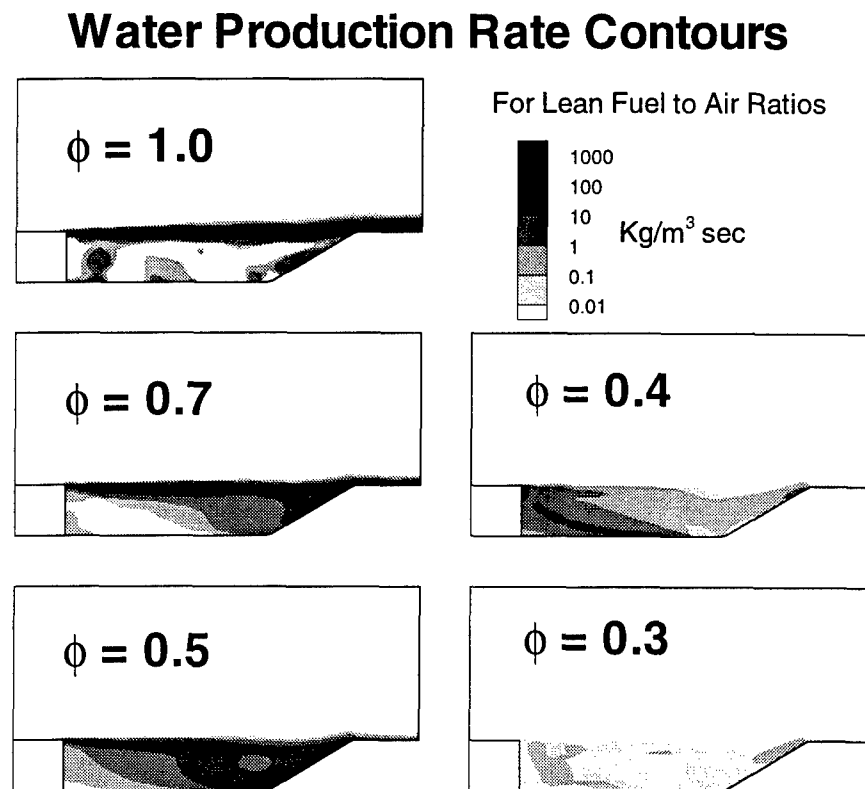 Water Production Rate Contours
For Lean Fuel to Air Ratios
ϕ = 1.0
1000
100
10
1
0.1
0.01
Kg/m³ sec
ϕ = 0.7
ϕ = 0.4
ϕ = 0.5
ϕ = 0.3